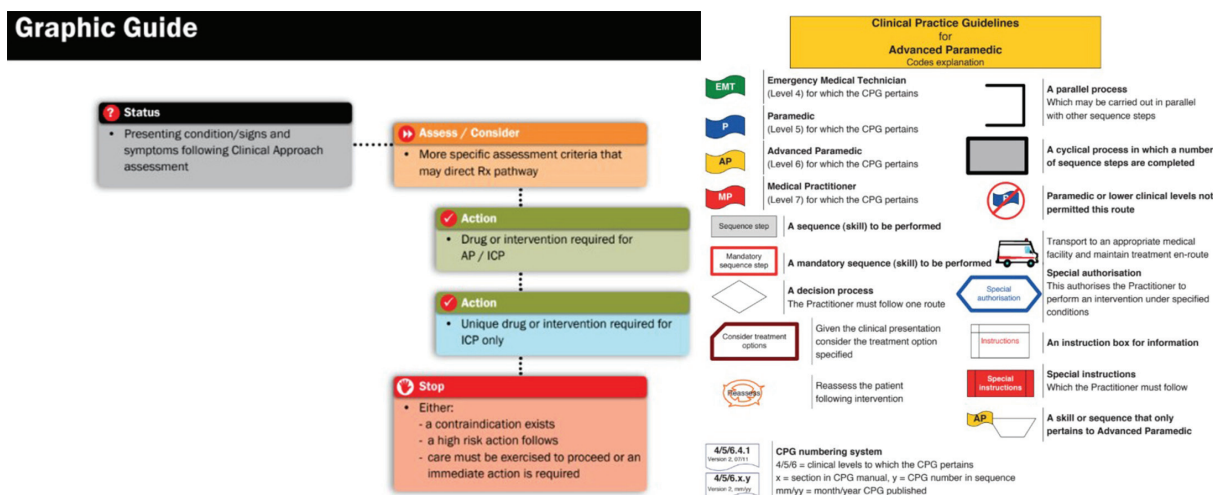 Graphic Guide
Status
• Presenting condition/signs and
symptoms following Clinical Approach
assessment
Assess / Consider
• More specific assessment criteria that
may direct Rx pathway
Action
• Drug or intervention required for
AP / ICP
Action
• Unique drug or intervention required for
ICP only
Stop
• Either:
- a contraindication exists
- a high risk action follows
- care must be exercised to proceed or an
immediate action is required
Clinical Practice Guidelines
for
Advanced Paramedic
Codes explanation
EMT
Emergency Medical Technician
(Level 4) for which the CPG pertains
P
Paramedic
(Level 5) for which the CPG pertains
AP
Advanced Paramedic
(Level 6) for which the CPG pertains
MP
Medical Practitioner
(Level 7) for which the CPG pertains
Sequence step
A sequence (skill) to be performed
Mandatory
sequence step
A mandatory sequence (skill) to be performed
A decision process
The Practitioner must follow one route
Consider treatment
options
Given the clinical presentation
consider the treatment option
specified
Reassess
Reassess the patient
following intervention
4/5/6.4.1
Version 2, 07/11
4/5/6.x.y
Version 2, mm/yy
CPG numbering system
4/5/6 = clinical levels to which the CPG pertains
x = section in CPG manual, y = CPG number in sequence
mm/yy = month/year CPG published
A parallel process
Which may be carried out in parallel
with other sequence steps
A cyclical process in which a number
of sequence steps are completed
P
Paramedic or lower clinical levels not
permitted this route
Transport to an appropriate medical
facility and maintain treatment en-route
Special
authorisation
Special authorisation
This authorises the Practitioner to
perform an intervention under specified
conditions
Instructions
An instruction box for information
Special
instructions
Special instructions
Which the Practitioner must follow
AP
A skill or sequence that only
pertains to Advanced Paramedic